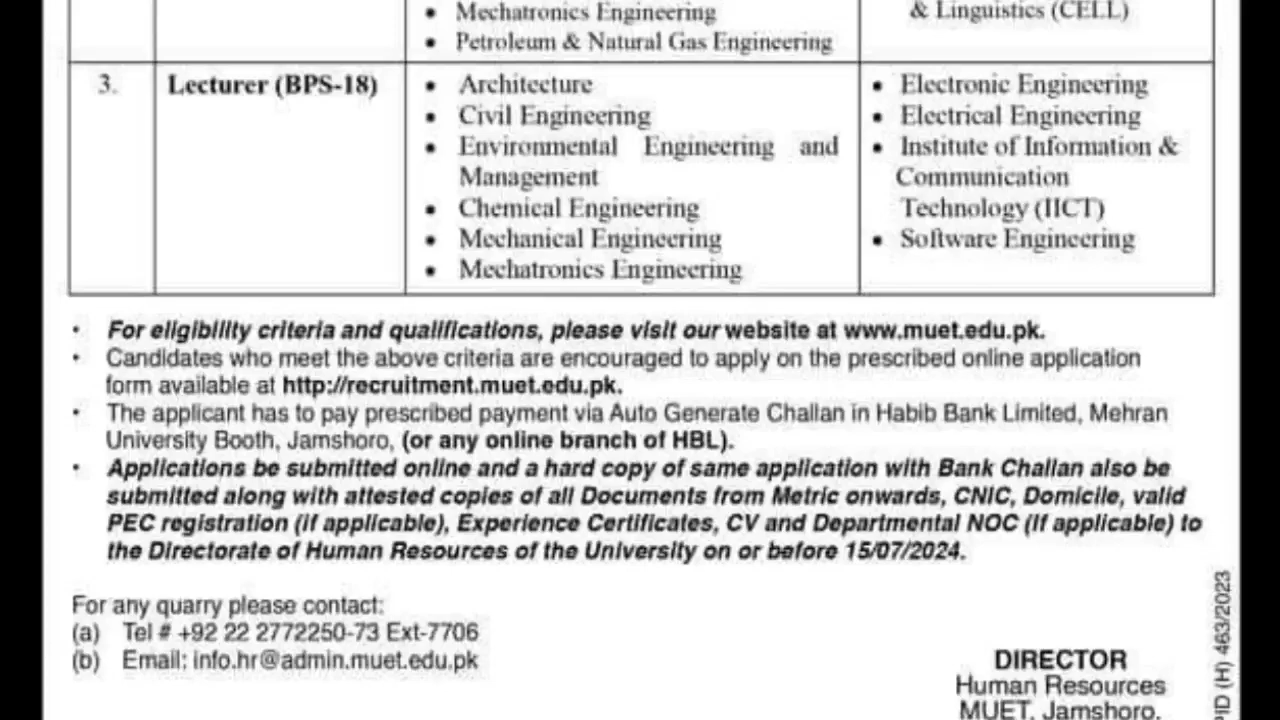 • Mechatronics Engineering
• Petroleum & Natural Gas Engineering
& Linguistics (CELL)
3.
Lecturer (BPS-18)
• Architecture
• Civil Engineering
• Environmental Engineering and
Management
• Chemical Engineering
• Mechanical Engineering
• Mechatronics Engineering
• Electronic Engineering
• Electrical Engineering
• Institute of Information &
Communication
Technology (IICT)
• Software Engineering
• For eligibility criteria and qualifications, please visit our website at www.muet.edu.pk.
• Candidates who meet the above criteria are encouraged to apply on the prescribed online application
form available at http://recruitment.muet.edu.pk.
• The applicant has to pay prescribed payment via Auto Generate Challan in Habib Bank Limited, Mehran
University Booth, Jamshoro, (or any online branch of HBL).
• Applications be submitted online and a hard copy of same application with Bank Challan also be
submitted along with attested copies of all Documents from Metric onwards, CNIC, Domicile, valid
PEC registration (if applicable), Experience Certificates, CV and Departmental NOC (if applicable) to
the Directorate of Human Resources of the University on or before 15/07/2024.
For any quarry please contact:
(a) Tel # +92 22 2772250-73 Ext-7706
(b) Email: info.hr@admin.muet.edu.pk
DIRECTOR
Human Resources
MUET, Jamshoro.
PID (H) 463/2023